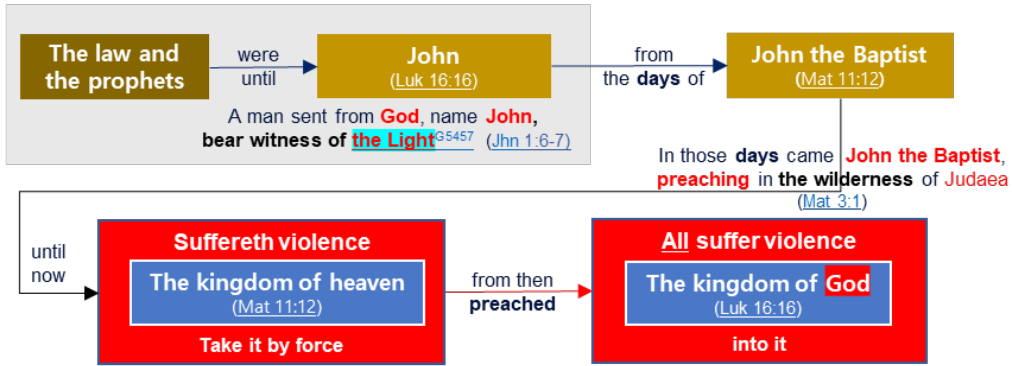 The law and
the prophets
were
until
John
(Luk 16:16)
from
the days of
John the Baptist
(Mat 11:12)
A man sent from God, name John,
bear witness of the Light G5457 (Jhn 1:6-7)
In those days came John the Baptist,
preaching in the wilderness of Judaea
(Mat 3:1)
until
now
Suffereth violence
The kingdom of heaven
(Mat 11:12)
Take it by force
from then
preached
All suffer violence
The kingdom of God
(Luk 16:16)
into it